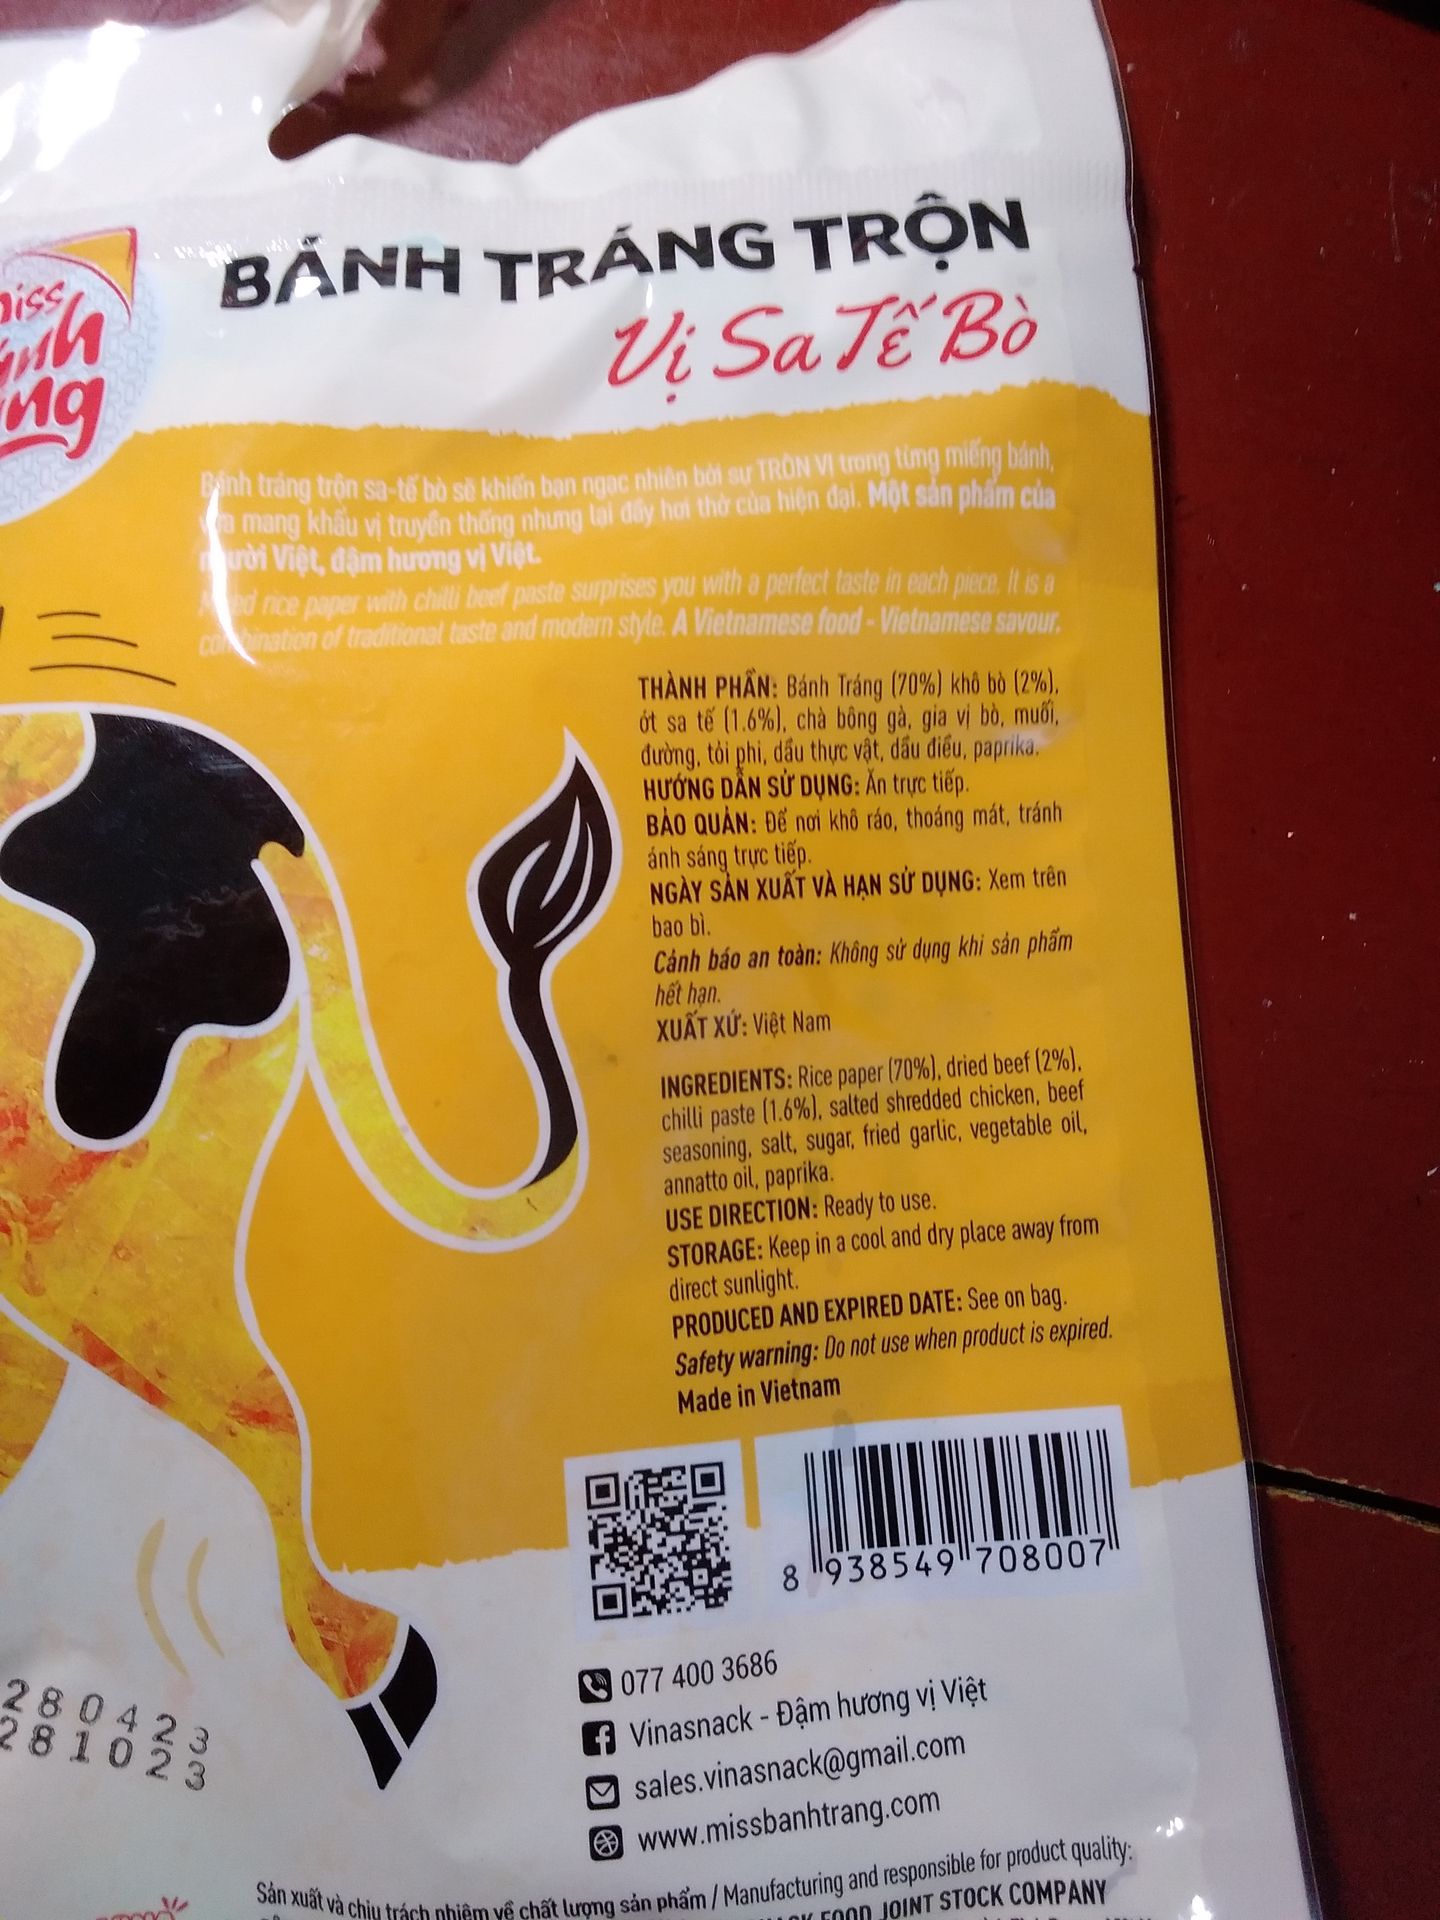 BÁNH TRÁNG TRỘN
Vị Sa Tế Bò
miss
Bánh tráng trộn sa-tế bò sẽ khiến bạn ngạc nhiên bởi sự TRÒN VỊ trong từng miếng bánh,
mang khẩu vị truyền thống nhưng lại đầy hơi thở của hiện đại. Một sản phẩm của
người Việt, đậm hương vị Việt.
rice paper with chilli beef paste surprises you with a perfect taste in each piece. It is a
combination of traditional taste and modern style. A Vietnamese food - Vietnamese savour.
THÀNH PHẦN: Bánh Tráng (70%) khô bò (2%),
ớt sa tế (1.6%), chà bông gà, gia vị bò, muối,
đường, tỏi phi, dầu thực vật, dầu điều, paprika.
HƯỚNG DẪN SỬ DỤNG: Ăn trực tiếp.
BẢO QUẢN: Để nơi khô ráo, thoáng mát, tránh
ánh sáng trực tiếp.
NGÀY SẢN XUẤT VÀ HẠN SỬ DỤNG: Xem trên
bao bì.
Cảnh báo an toàn: Không sử dụng khi sản phẩm
hết hạn.
XUẤT XỨ: Việt Nam
INGREDIENTS: Rice paper (70%), dried beef (2%),
chilli paste (1.6%), salted shredded chicken, beef
seasoning, salt, sugar, fried garlic, vegetable oil,
annatto oil, paprika.
USE DIRECTION: Ready to use.
STORAGE: Keep in a cool and dry place away from
direct sunlight.
PRODUCED AND EXPIRED DATE: See on bag.
Safety warning: Do not use when product is expired.
Made in Vietnam
8 938549 708007
077 400 3686
Vinasnack - Đậm hương vị Việt
sales.vinasnack@gmail.com
www.missbanhtrang.com
280423
281023
Sản xuất và chịu trách nhiệm về chất lượng sản phẩm / Manufacturing and responsible for product quality:
FOOD JOINT STOCK COMPANY